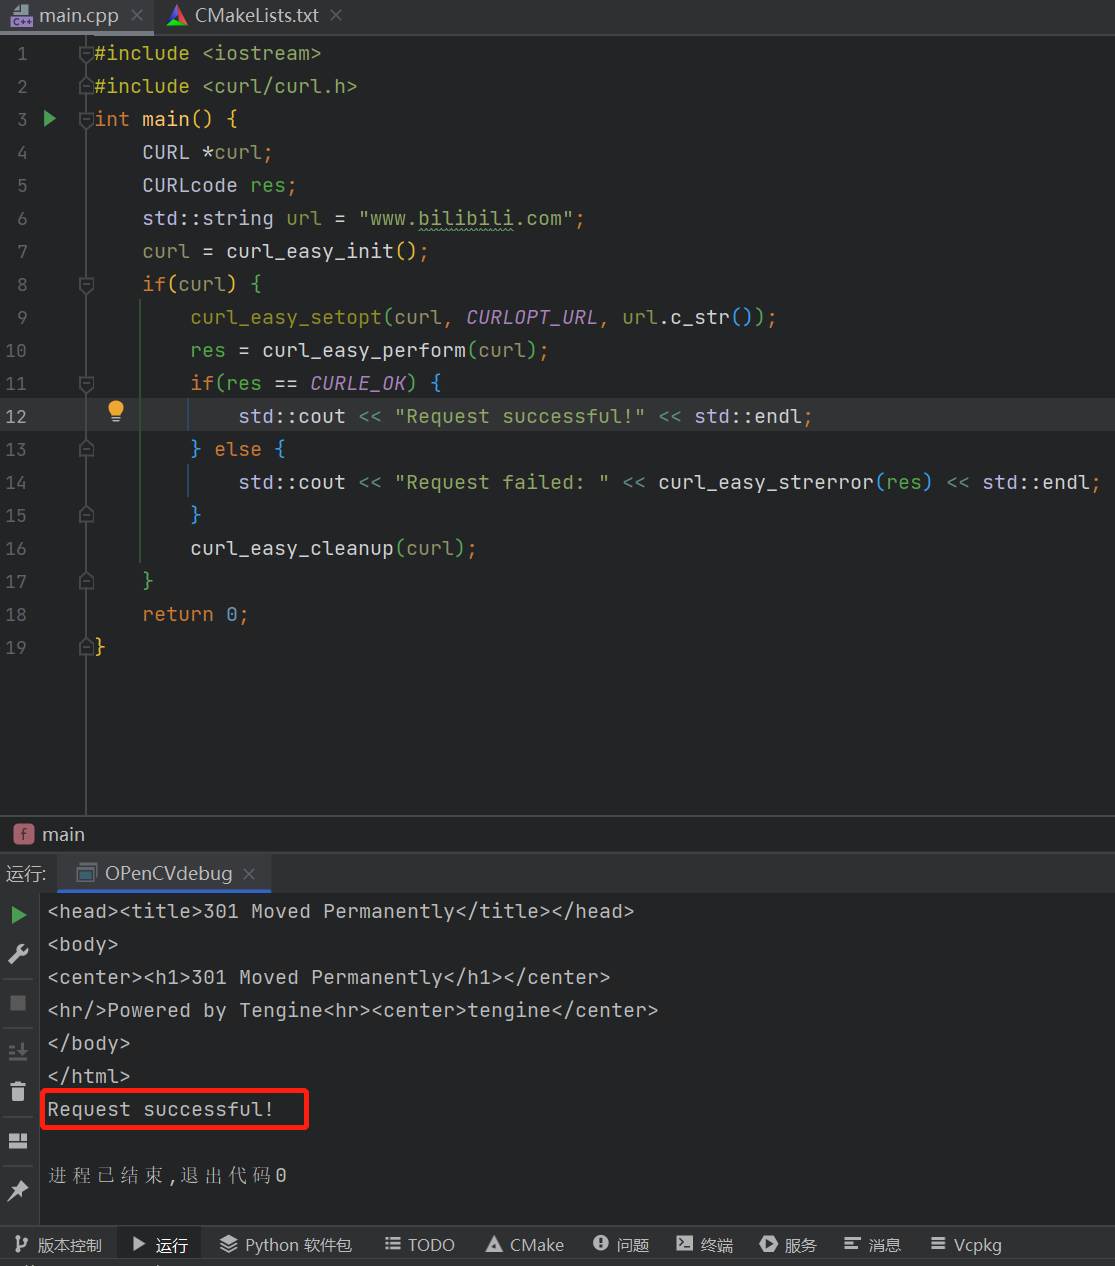 main.cpp CMakeLists.txt
1 #include <iostream>
2 #include <curl/curl.h>
3 int main() {
4 CURL *curl;
5 CURLcode res;
6 std::string url = "www.bilibili.com";
7 curl = curl_easy_init();
8 if(curl) {
9 curl_easy_setopt(curl, CURLOPT_URL, url.c_str());
10 res = curl_easy_perform(curl);
11 if(res == CURLE_OK) {
12 std::cout << "Request successful!" << std::endl;
13 } else {
14 std::cout << "Request failed: " << curl_easy_strerror(res) << std::endl;
15 }
16 curl_easy_cleanup(curl);
17 }
18 return 0;
19 }
f main
运行: OPenCVdebug
<head><title>301 Moved Permanently</title></head>
<body>
<center><h1>301 Moved Permanently</h1></center>
<hr/>Powered by Tengine<hr><center>tengine</center>
</body>
</html>
Request successful!
进程已结束,退出代码0
版本控制 运行 Python 软件包 TODO CMake 问题 终端 服务 消息 Vcpkg